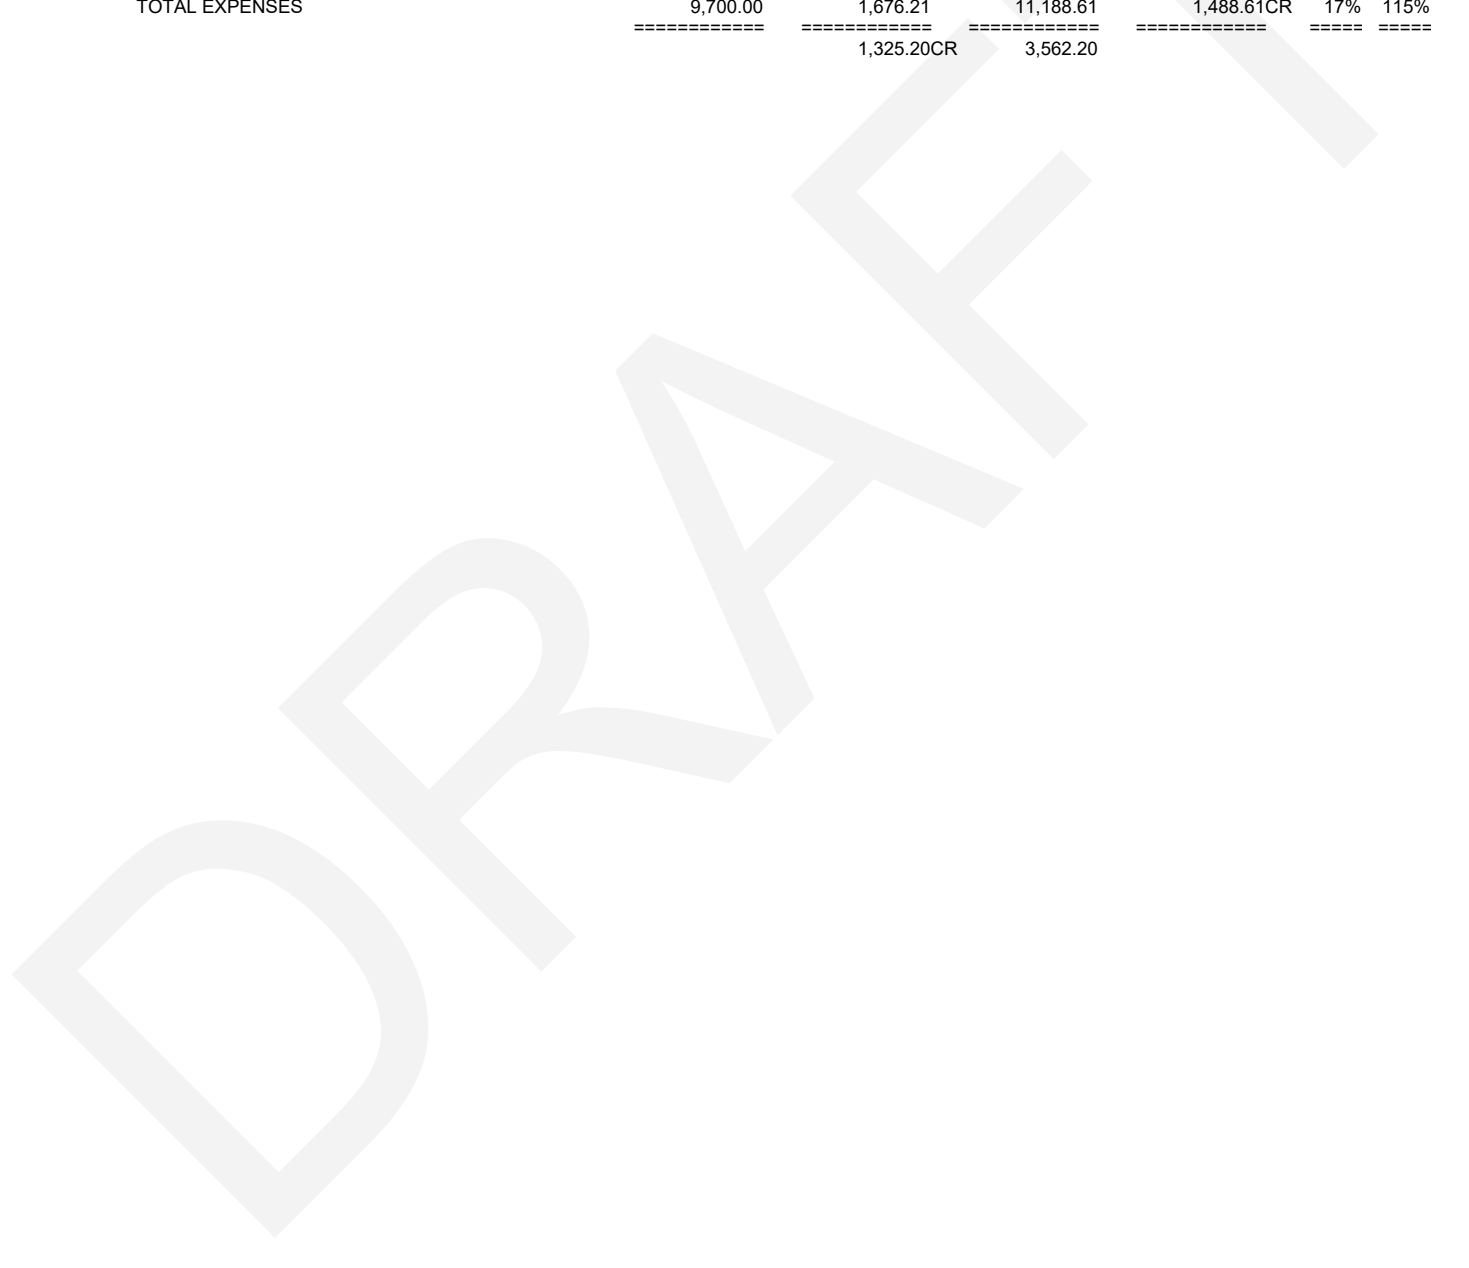 TOTAL EXPENSES 9,700.00 1,676.21 11,188.61 1,488.61CR 17% 115%
============ ============ ============ ============ ===== =====
1,325.20CR 3,562.20
DRAFT